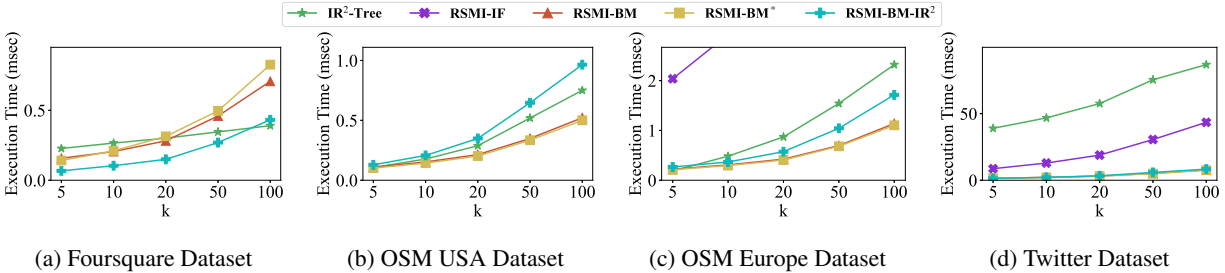 IR²-Tree RSMI-IF RSMI-BM RSMI-BM* RSMI-BM-IR²
Execution Time (msec)
0.5
0.0
5 10 20 50 100
k
(a) Foursquare Dataset
Execution Time (msec)
1.0
0.5
0.0
5 10 20 50 100
k
(b) OSM USA Dataset
Execution Time (msec)
2
1
0
5 10 20 50 100
k
(c) OSM Europe Dataset
Execution Time (msec)
50
0
5 10 20 50 100
k
(d) Twitter Dataset